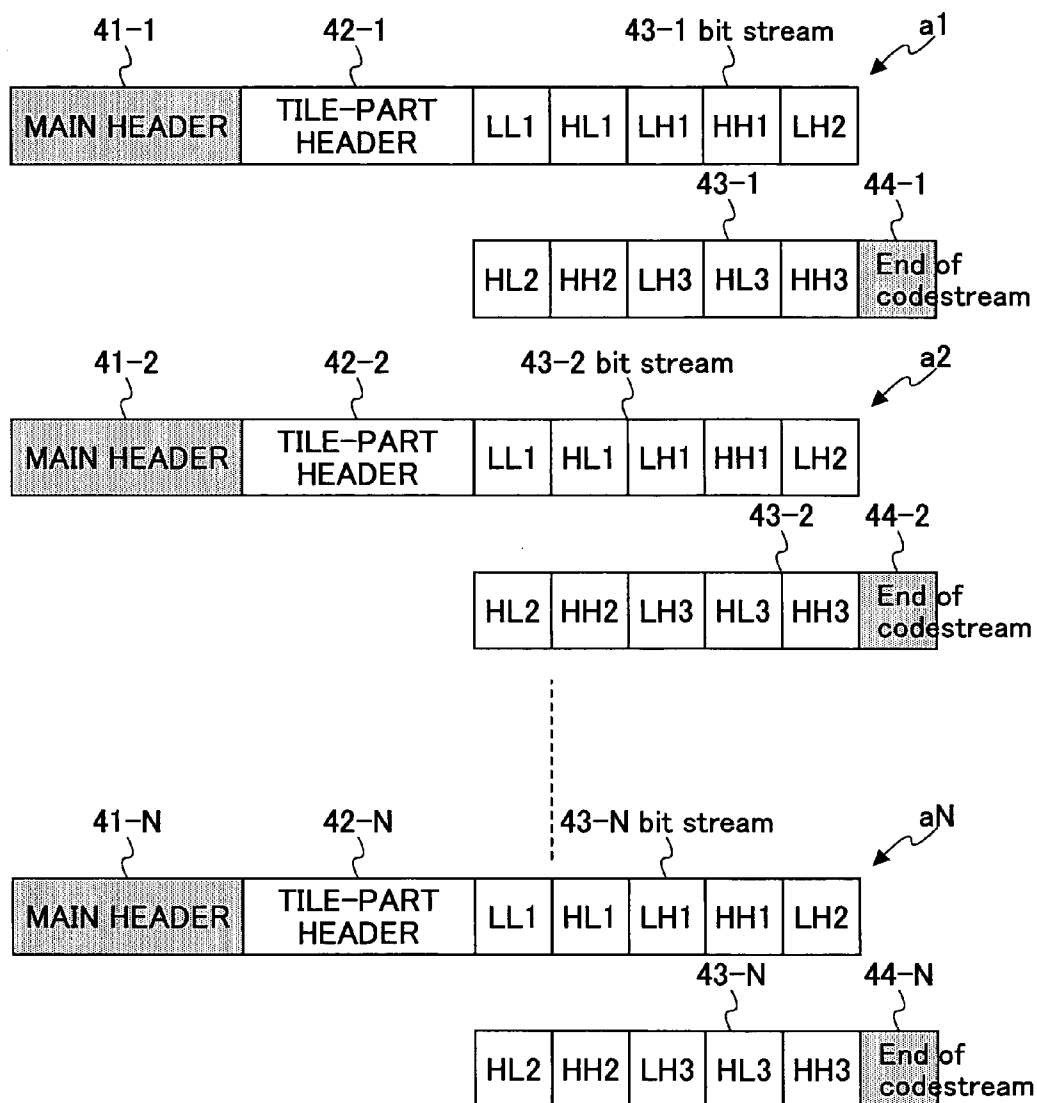 41-1 42-1 43-1 bit stream a1
MAIN HEADER TILE-PART HEADER LL1 HL1 LH1 HH1 LH2
43-1 44-1
HL2 HH2 LH3 HL3 HH3 End of codestream
41-2 42-2 43-2 bit stream a2
MAIN HEADER TILE-PART HEADER LL1 HL1 LH1 HH1 LH2
43-2 44-2
HL2 HH2 LH3 HL3 HH3 End of codestream
41-N 42-N 43-N bit stream aN
MAIN HEADER TILE-PART HEADER LL1 HL1 LH1 HH1 LH2
43-N 44-N
HL2 HH2 LH3 HL3 HH3 End of codestream